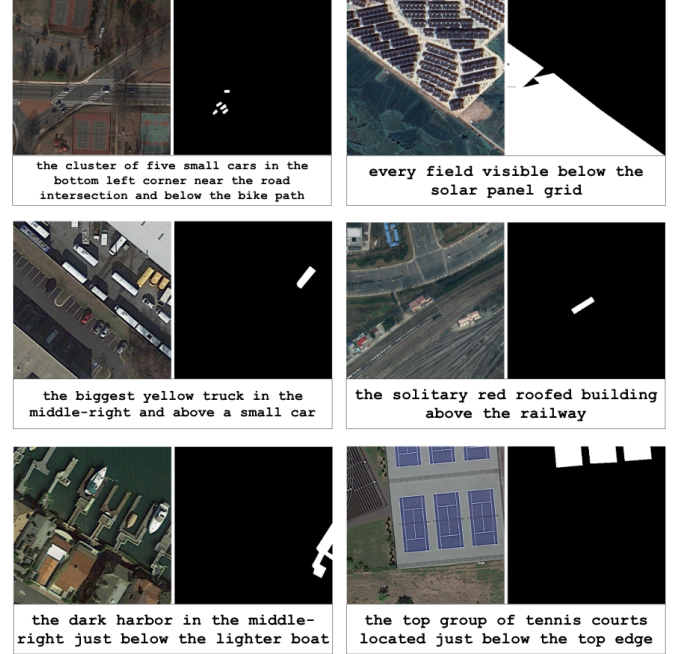 the cluster of five small cars in the
bottom left corner near the road
intersection and below the bike path
every field visible below the
solar panel grid
the biggest yellow truck in the
middle-right and above a small car
the solitary red roofed building
above the railway
the dark harbor in the middle-
right just below the lighter boat
the top group of tennis courts
located just below the top edge